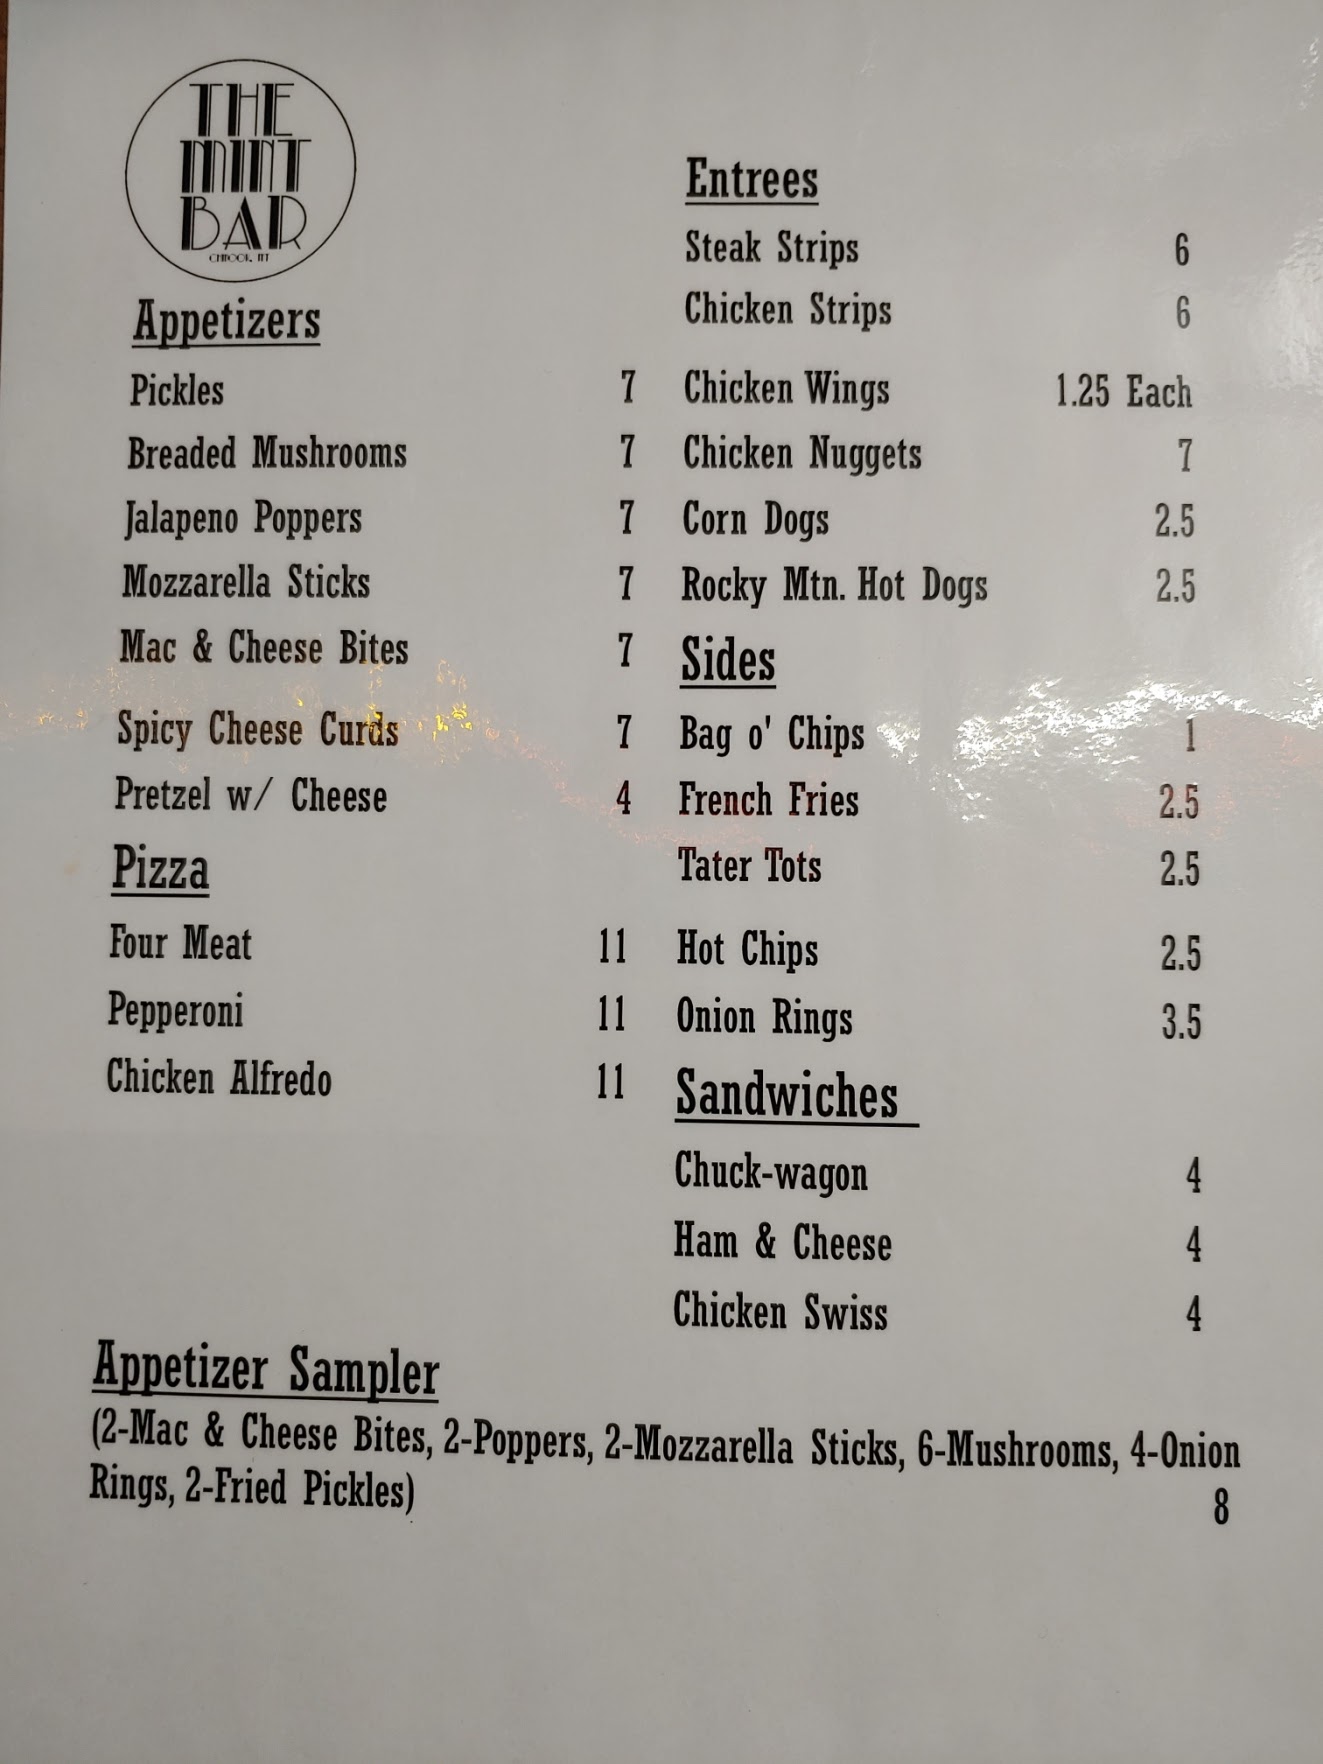 THE
MINT
BAR
CHINOOK, MT
Appetizers
Pickles 7
Breaded Mushrooms 7
Jalapeno Poppers 7
Mozzarella Sticks 7
Mac & Cheese Bites 7
Spicy Cheese Curds 7
Pretzel w/ Cheese 4
Pizza
Four Meat 11
Pepperoni 11
Chicken Alfredo 11
Entrees
Steak Strips 6
Chicken Strips 6
Chicken Wings 1.25 Each
Chicken Nuggets 7
Corn Dogs 2.5
Rocky Mtn. Hot Dogs 2.5
Sides
Bag o' Chips 1
French Fries 2.5
Tater Tots 2.5
Hot Chips 2.5
Onion Rings 3.5
Sandwiches
Chuck-wagon 4
Ham & Cheese 4
Chicken Swiss 4
Appetizer Sampler
(2-Mac & Cheese Bites, 2-Poppers, 2-Mozzarella Sticks, 6-Mushrooms, 4-Onion
Rings, 2-Fried Pickles) 8